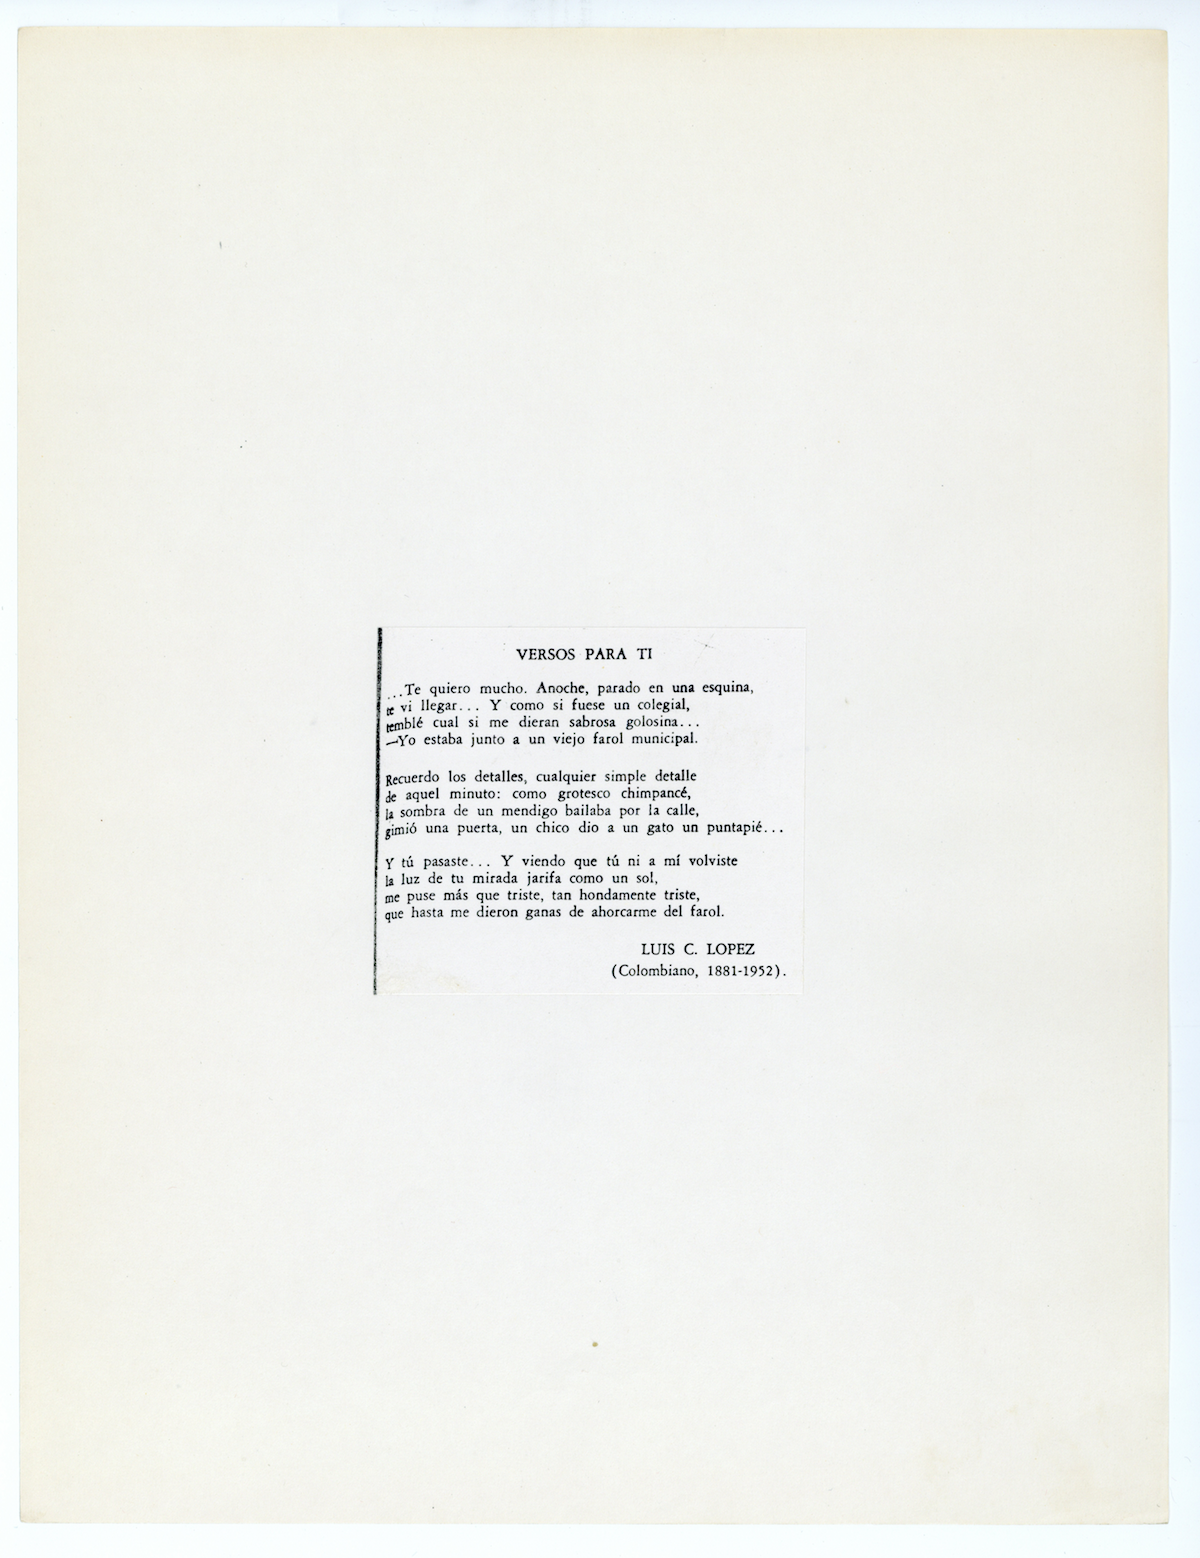 VERSOS PARA TI
...Te quiero mucho. Anoche, parado en una esquina,
te vi llegar... Y como si fuese un colegial,
temblé cual si me dieran sabrosa golosina...
—Yo estaba junto a un viejo farol municipal.
Recuerdo los detalles, cualquier simple detalle
de aquel minuto: como grotesco chimpancé,
la sombra de un mendigo bailaba por la calle,
gimió una puerta, un chico dio a un gato un puntapié...
Y tú pasaste... Y viendo que tú ni a mí volviste
la luz de tu mirada jarifa como un sol,
me puse más que triste, tan hondamente triste,
que hasta me dieron ganas de ahorcarme del farol.
LUIS C. LOPEZ
(Colombiano, 1881-1952).